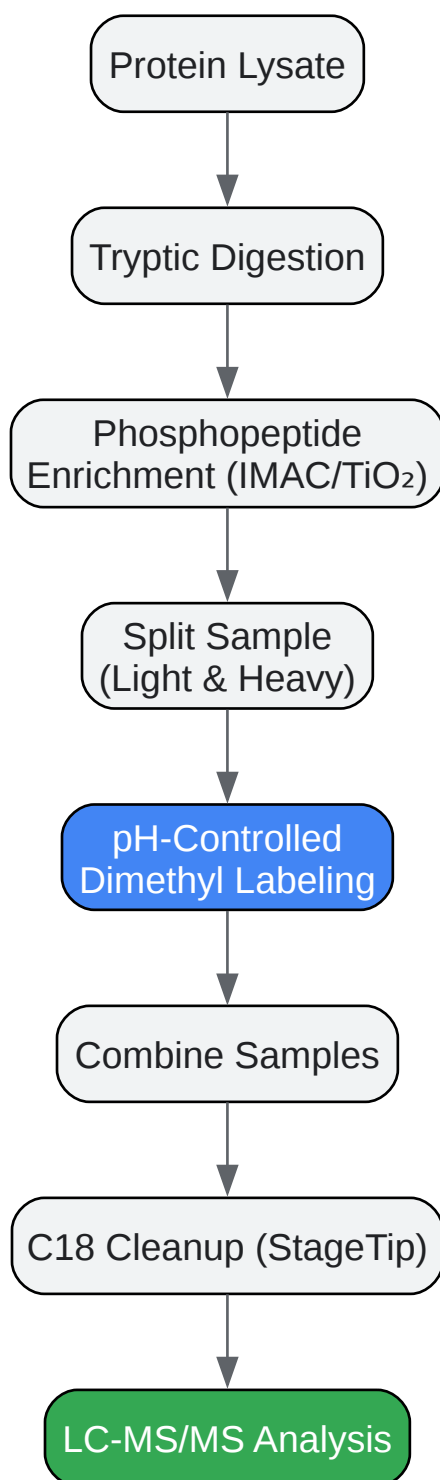 Protein Lysate
Tryptic Digestion
Phosphopeptide
Enrichment (IMAC/TiO₂)
Split Sample
(Light & Heavy)
pH-Controlled
Dimethyl Labeling
Combine Samples
C18 Cleanup (StageTip)
LC-MS/MS Analysis